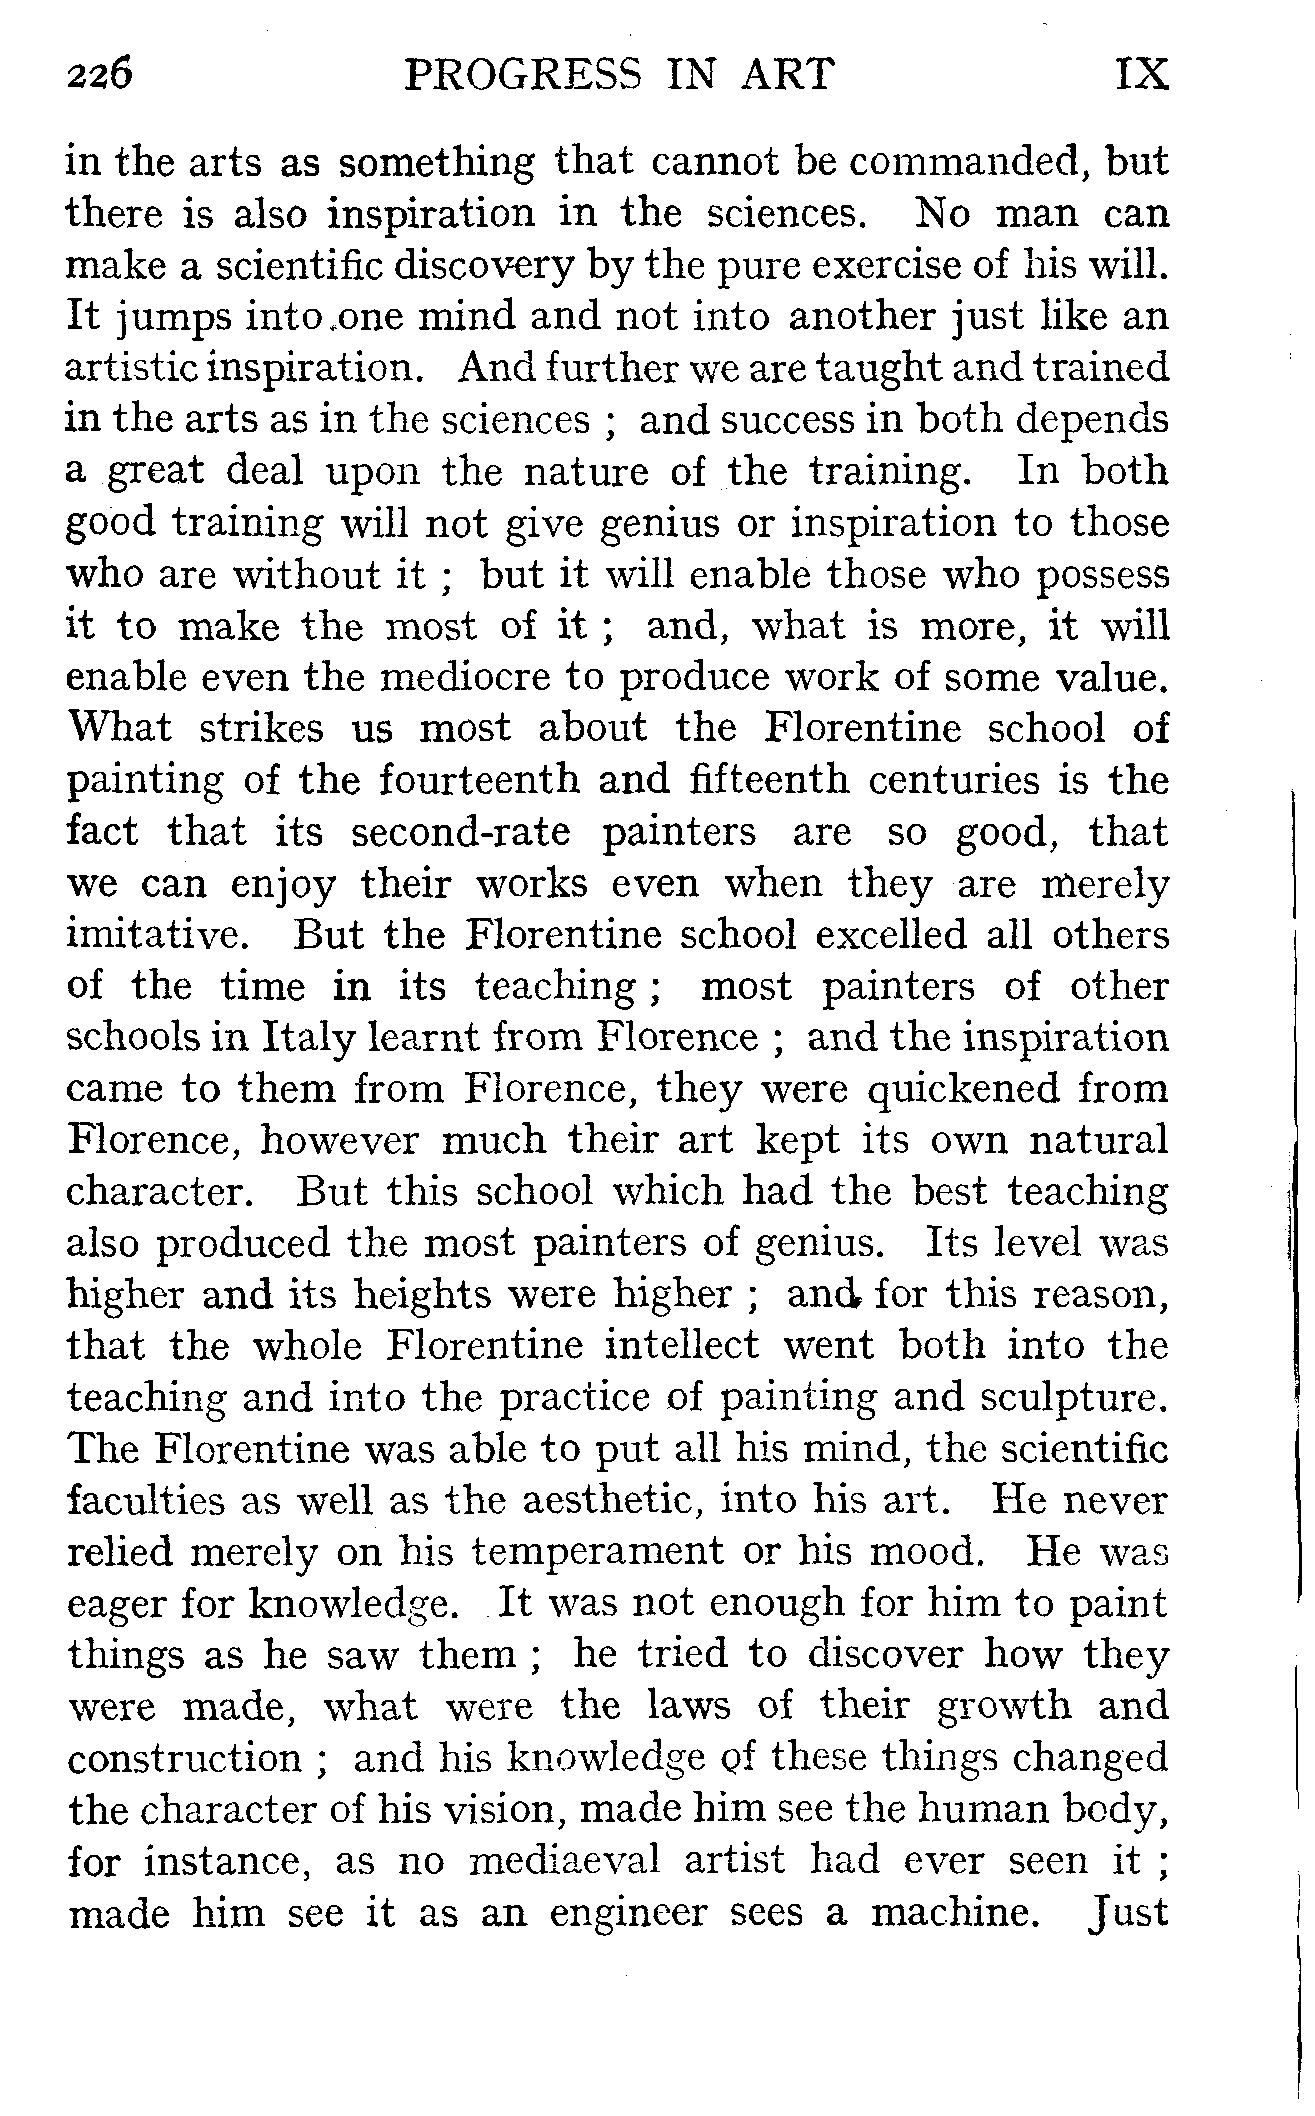 226 PROGRESS IN ART IX
in the arts as something that cannot be commanded, but
there is also inspiration in the sciences. No man can
make a scientific discovery by the pure exercise of his will.
It jumps into one mind and not into another just like an
artistic inspiration. And further we are taught and trained
in the arts as in the sciences ; and success in both depends
a great deal upon the nature of the training. In both
good training will not give genius or inspiration to those
who are without it ; but it will enable those who possess
it to make the most of it ; and, what is more, it will
enable even the mediocre to produce work of some value.
What strikes us most about the Florentine school of
painting of the fourteenth and fifteenth centuries is the
fact that its second-rate painters are so good, that
we can enjoy their works even when they are merely
imitative. But the Florentine school excelled all others
of the time in its teaching ; most painters of other
schools in Italy learnt from Florence ; and the inspiration
came to them from Florence, they were quickened from
Florence, however much their art kept its own natural
character. But this school which had the best teaching
also produced the most painters of genius. Its level was
higher and its heights were higher ; and for this reason,
that the whole Florentine intellect went both into the
teaching and into the practice of painting and sculpture.
The Florentine was able to put all his mind, the scientific
faculties as well as the aesthetic, into his art. He never
relied merely on his temperament or his mood. He was
eager for knowledge. It was not enough for him to paint
things as he saw them ; he tried to discover how they
were made, what were the laws of their growth and
construction ; and his knowledge of these things changed
the character of his vision, made him see the human body,
for instance, as no mediaeval artist had ever seen it ;
made him see it as an engineer sees a machine. Just